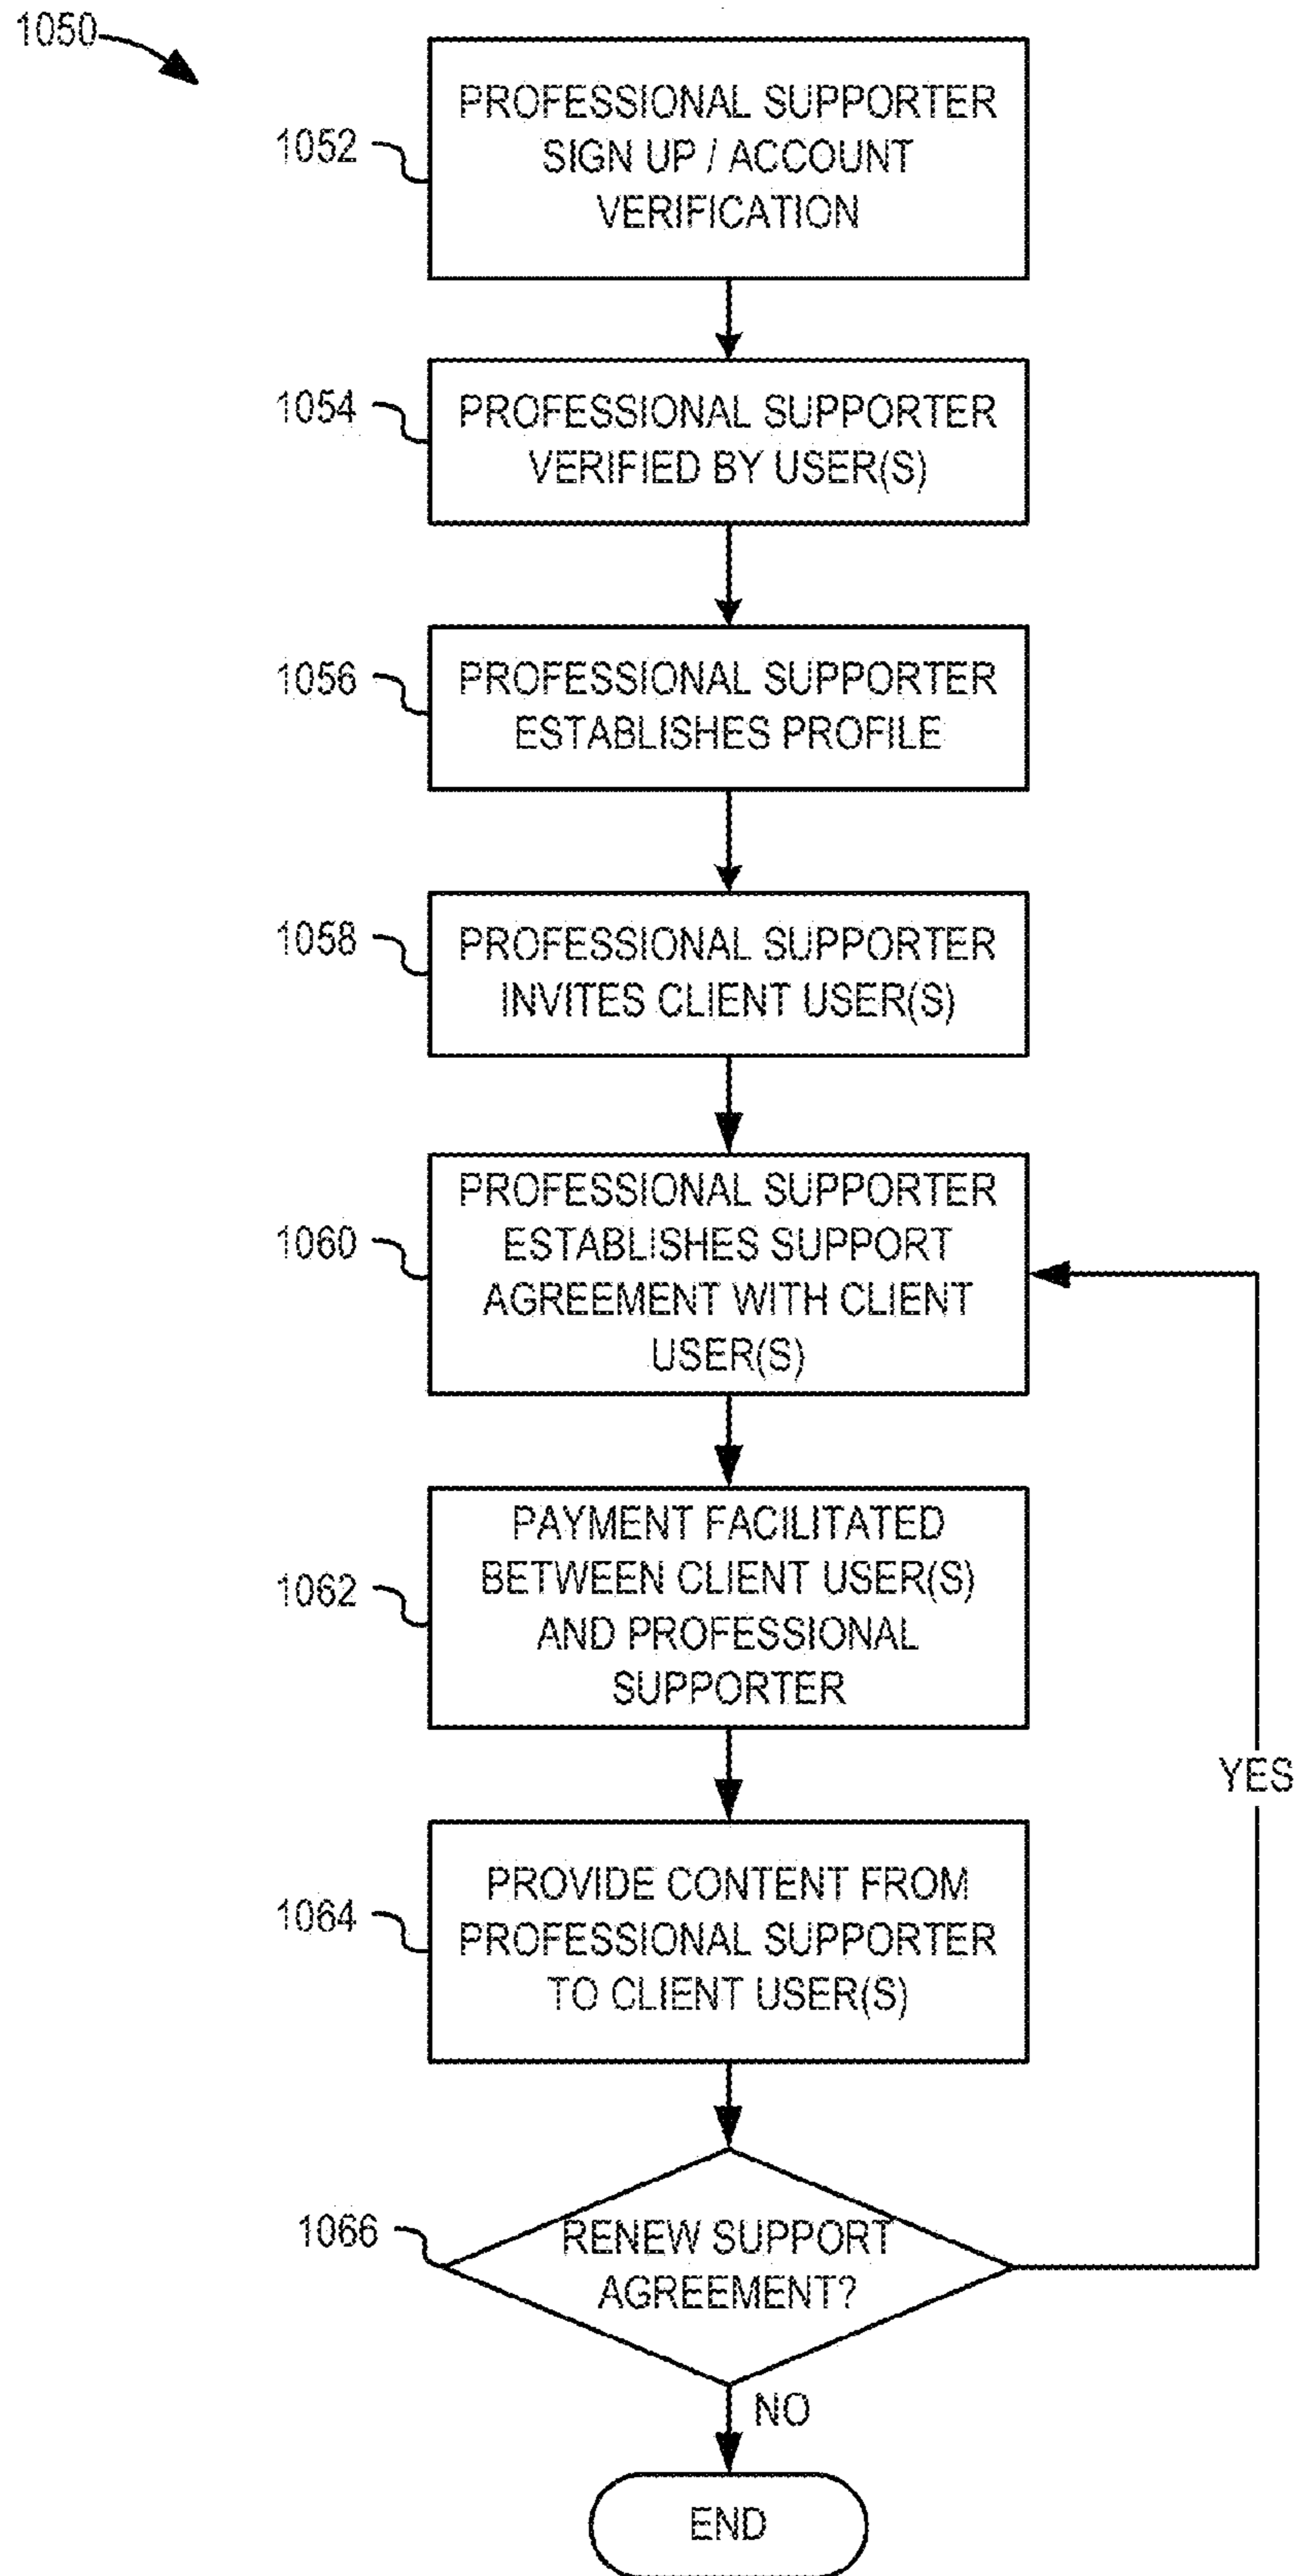 1050
1052
PROFESSIONAL SUPPORTER
SIGN UP / ACCOUNT
VERIFICATION
1054
PROFESSIONAL SUPPORTER
VERIFIED BY USER(S)
1056
PROFESSIONAL SUPPORTER
ESTABLISHES PROFILE
1058
PROFESSIONAL SUPPORTER
INVITES CLIENT USER(S)
1060
PROFESSIONAL SUPPORTER
ESTABLISHES SUPPORT
AGREEMENT WITH CLIENT
USER(S)
1062
PAYMENT FACILITATED
BETWEEN CLIENT USER(S)
AND PROFESSIONAL
SUPPORTER
YES
1064
PROVIDE CONTENT FROM
PROFESSIONAL SUPPORTER
TO CLIENT USER(S)
1066
RENEW SUPPORT
AGREEMENT?
NO
END